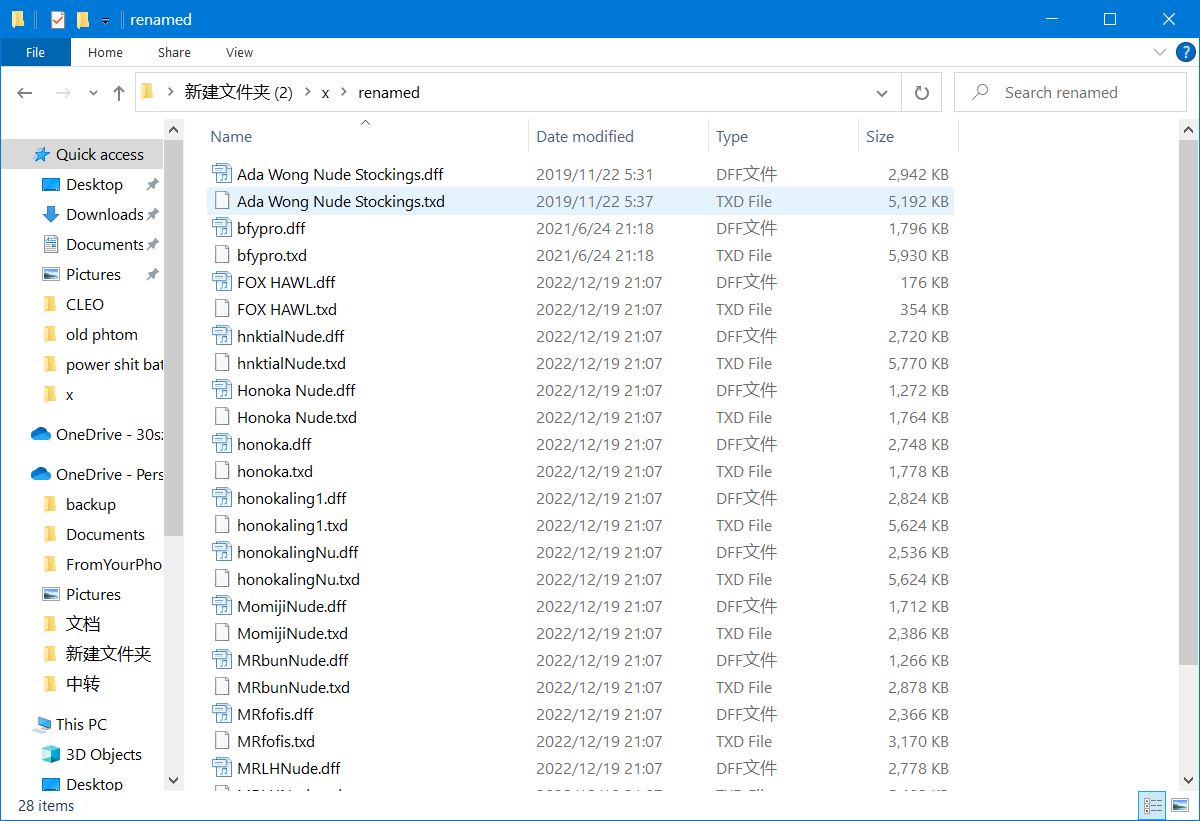 renamed
File Home Share View
新建文件夹 (2) x renamed Search renamed
Name Date modified Type Size
Quick access
Desktop
Downloads
Documents
Pictures
CLEO
old phtom
power shit bat
x
OneDrive - 30sz
OneDrive - Pers
backup
Documents
FromYourPho
Pictures
文档
新建文件夹
中转
This PC
3D Objects
Desktop
Ada Wong Nude Stockings.dff 2019/11/22 5:31 DFF文件 2,942 KB
Ada Wong Nude Stockings.txd 2019/11/22 5:37 TXD File 5,192 KB
bfypro.dff 2021/6/24 21:18 DFF文件 1,796 KB
bfypro.txd 2021/6/24 21:18 TXD File 5,930 KB
FOX HAWL.dff 2022/12/19 21:07 DFF文件 176 KB
FOX HAWL.txd 2022/12/19 21:07 TXD File 354 KB
hnktialNude.dff 2022/12/19 21:07 DFF文件 2,720 KB
hnktialNude.txd 2022/12/19 21:07 TXD File 5,770 KB
Honoka Nude.dff 2022/12/19 21:07 DFF文件 1,272 KB
Honoka Nude.txd 2022/12/19 21:07 TXD File 1,764 KB
honoka.dff 2022/12/19 21:07 DFF文件 2,748 KB
honoka.txd 2022/12/19 21:07 TXD File 1,778 KB
honokaling1.dff 2022/12/19 21:07 DFF文件 2,824 KB
honokaling1.txd 2022/12/19 21:07 TXD File 5,624 KB
honokalingNu.dff 2022/12/19 21:07 DFF文件 2,536 KB
honokalingNu.txd 2022/12/19 21:07 TXD File 5,624 KB
MomijiNude.dff 2022/12/19 21:07 DFF文件 1,712 KB
MomijiNude.txd 2022/12/19 21:07 TXD File 2,386 KB
MRbunNude.dff 2022/12/19 21:07 DFF文件 1,266 KB
MRbunNude.txd 2022/12/19 21:07 TXD File 2,878 KB
MRfofis.dff 2022/12/19 21:07 DFF文件 2,366 KB
MRfofis.txd 2022/12/19 21:07 TXD File 3,170 KB
MRLHNude.dff 2022/12/19 21:07 DFF文件 2,778 KB
28 items